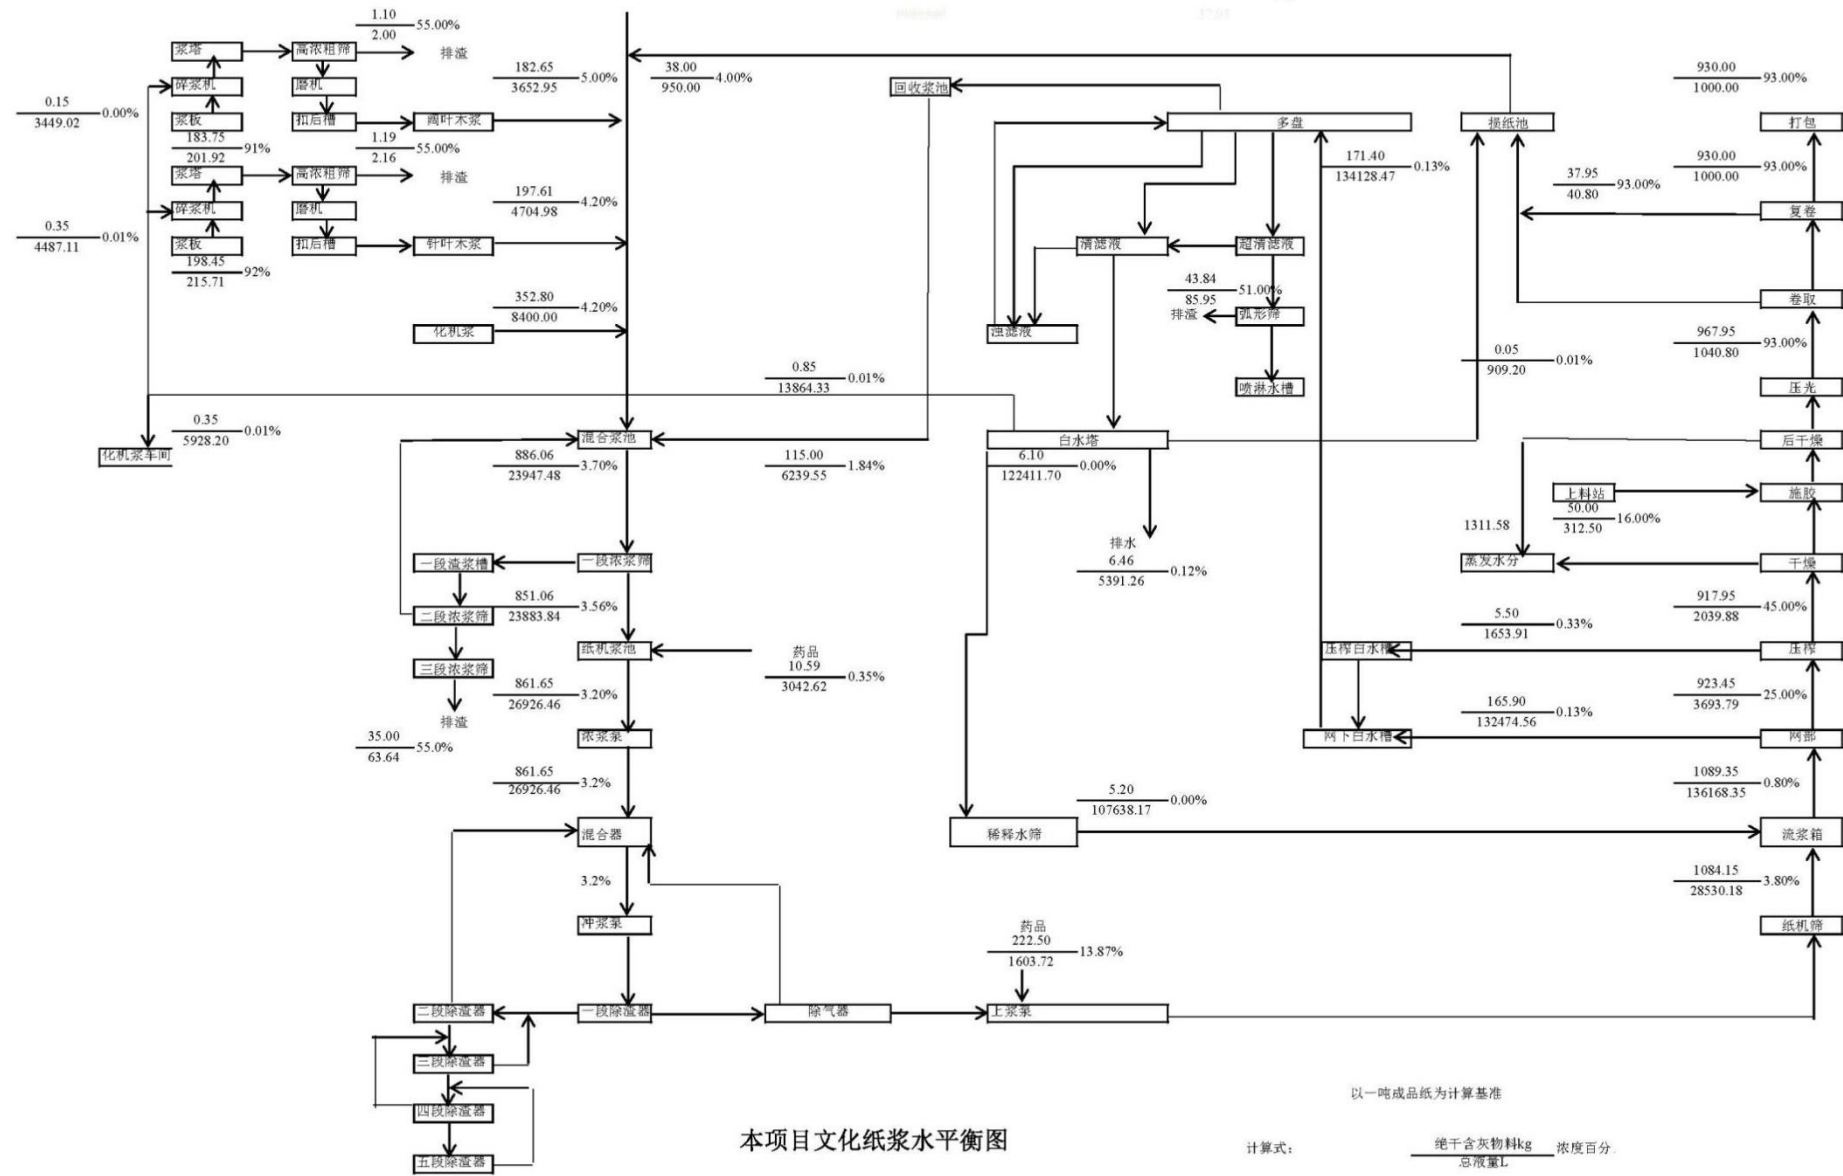 1.10
2.00
55.00%
浆塔
高浓粗筛
排渣
碎浆机
磨机
182.65
3652.95
5.00%
38.00
950.00
4.00%
回收浆池
930.00
1000.00
93.00%
0.15
3449.02
0.00%
浆板
扣后槽
阔叶木浆
多盘
损纸池
打包
183.75
201.92
91%
1.19
2.16
55.00%
171.40
134128.47
0.13%
930.00
1000.00
93.00%
浆塔
高浓粗筛
排渣
37.95
40.80
93.00%
碎浆机
磨机
197.61
4704.98
4.20%
复卷
0.35
4487.11
0.01%
浆板
扣后槽
针叶木浆
清滤液
超清滤液
198.45
215.71
92%
43.84
85.95
51.00%
352.80
8400.00
4.20%
卷取
排渣
弧形筛
化机浆
浊滤液
967.95
1040.80
93.00%
0.85
13864.33
0.01%
0.05
909.20
0.01%
喷淋水槽
压光
0.35
5928.20
0.01%
混合浆池
白水塔
后干燥
化机浆车间
886.06
23947.48
3.70%
115.00
6239.55
1.84%
6.10
122411.70
0.00%
上料站
施胶
50.00
312.50
16.00%
1311.58
排水
6.46
5391.26
0.12%
一段渣浆槽
一段浓浆筛
蒸发水分
干燥
851.06
23883.84
3.56%
917.95
2039.88
45.00%
二段浓浆筛
5.50
1653.91
0.33%
纸机浆池
药品
10.59
3042.62
0.35%
压榨白水槽
压榨
三段浓浆筛
861.65
26926.46
3.20%
923.45
3693.79
25.00%
排渣
165.90
132474.56
0.13%
35.00
63.64
55.0%
浓浆泵
网下白水槽
网部
861.65
26926.46
3.2%
1089.35
136168.35
0.80%
5.20
107638.17
0.00%
混合器
稀释水筛
流浆箱
3.2%
1084.15
28530.18
3.80%
冲浆泵
药品
222.50
1603.72
13.87%
纸机筛
二段除渣器
一段除渣器
除气器
上浆泵
三段除渣器
四段除渣器
五段除渣器
以一吨成品纸为计算基准
本项目文化纸浆水平衡图
计算式:
绝干含灰物料kg
总液量L
浓度百分